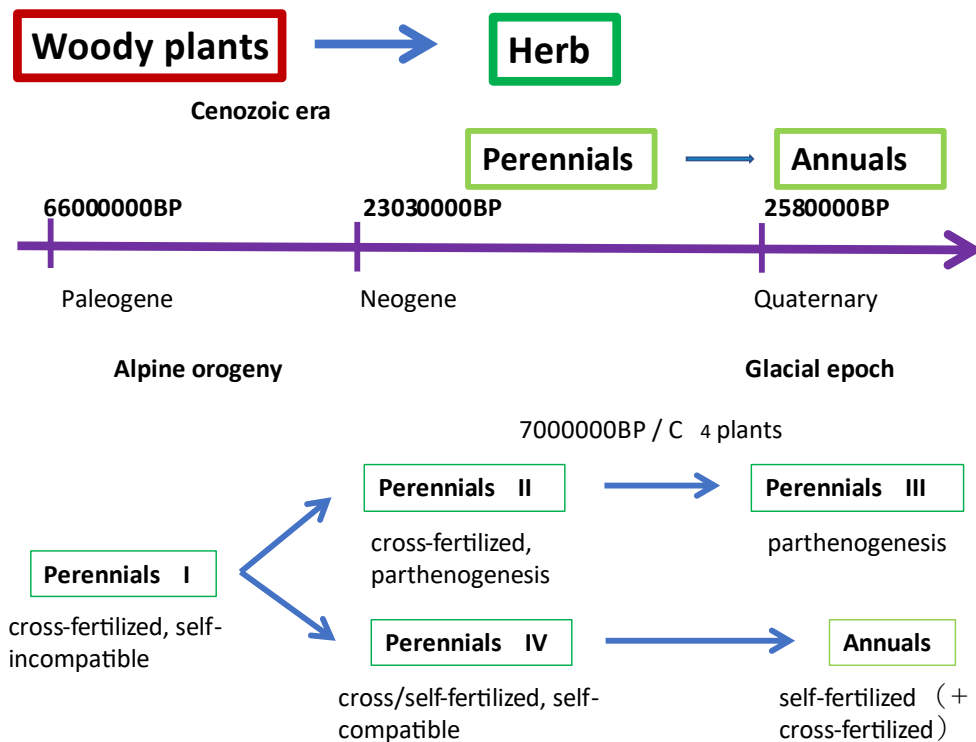 Woody plants
Herb
Cenozoic era
Perennials
Annuals
66000000BP
23030000BP
2580000BP
Paleogene
Neogene
Quaternary
Alpine orogeny
Glacial epoch
7000000BP / C 4 plants
Perennials II
Perennials III
cross-fertilized,
parthenogenesis
parthenogenesis
Perennials I
cross-fertilized, self-
incompatible
Perennials IV
Annuals
cross/self-fertilized, self-
compatible
self-fertilized（+
cross-fertilized）